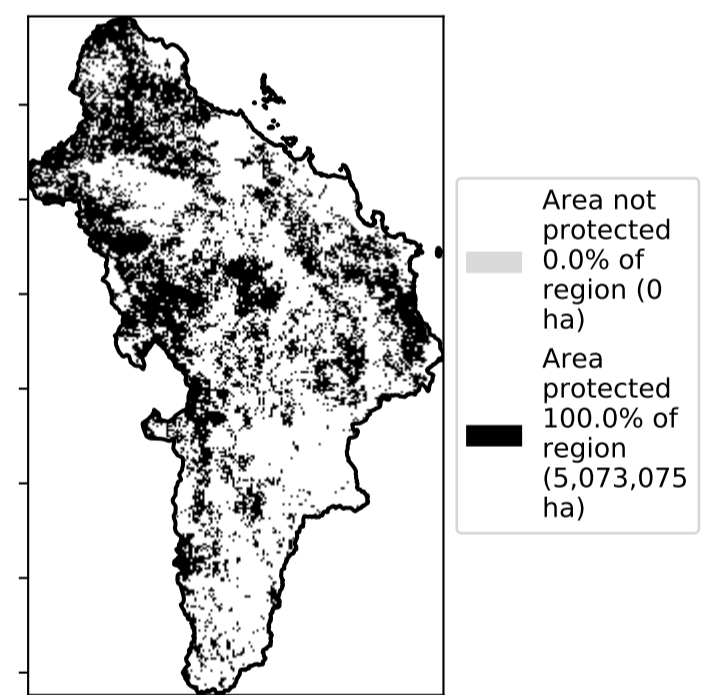 Area not
protected
0.0% of
region (0
ha)
Area
protected
100.0% of
region
(5,073,075
ha)